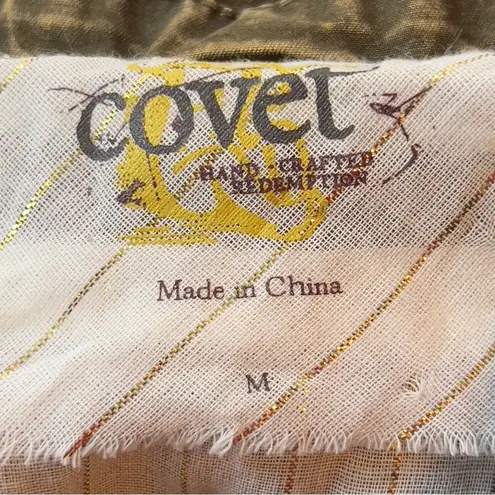 covet
HAND CRAFTED
REDEMPTION
Made in China
M